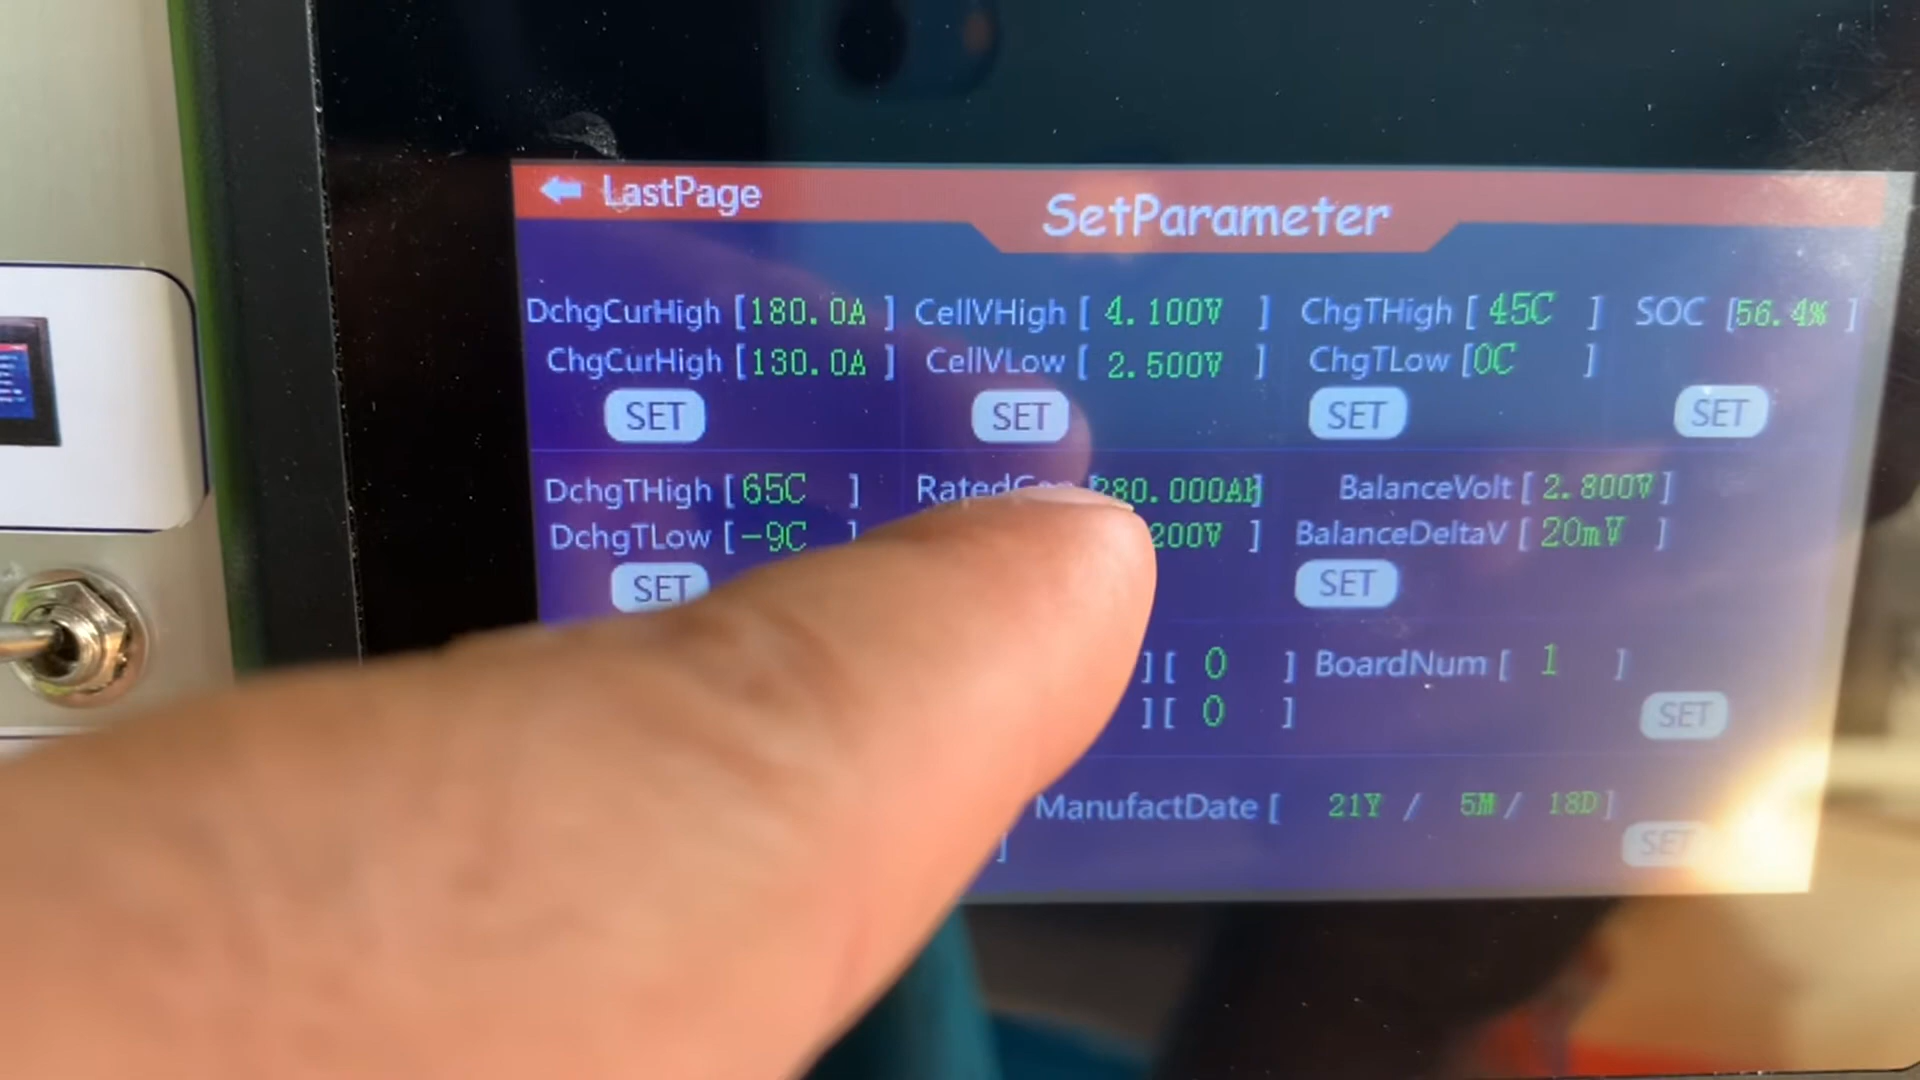 LastPage
SetParameter
DchgCurHigh [180.0A ] CellVHigh [ 4.100V ] ChgTHigh [ 45C ] SOC [56.4% ]
ChgCurHigh [130.0A ] CellVLow [ 2.500V ] ChgTLow [0C ]
SET SET SET SET
DchgTHigh [ 65C ] 280.000AH] BalanceVolt [ 2.800V ]
DchgTLow [ -9C ] 200V ] BalanceDeltaV [ 20mV ]
SET SET
][ 0 ] BoardNum [ 1 ]
][ 0 ]
SET
ManufactDate [ 21Y / 5M / 18D ]
]
SET